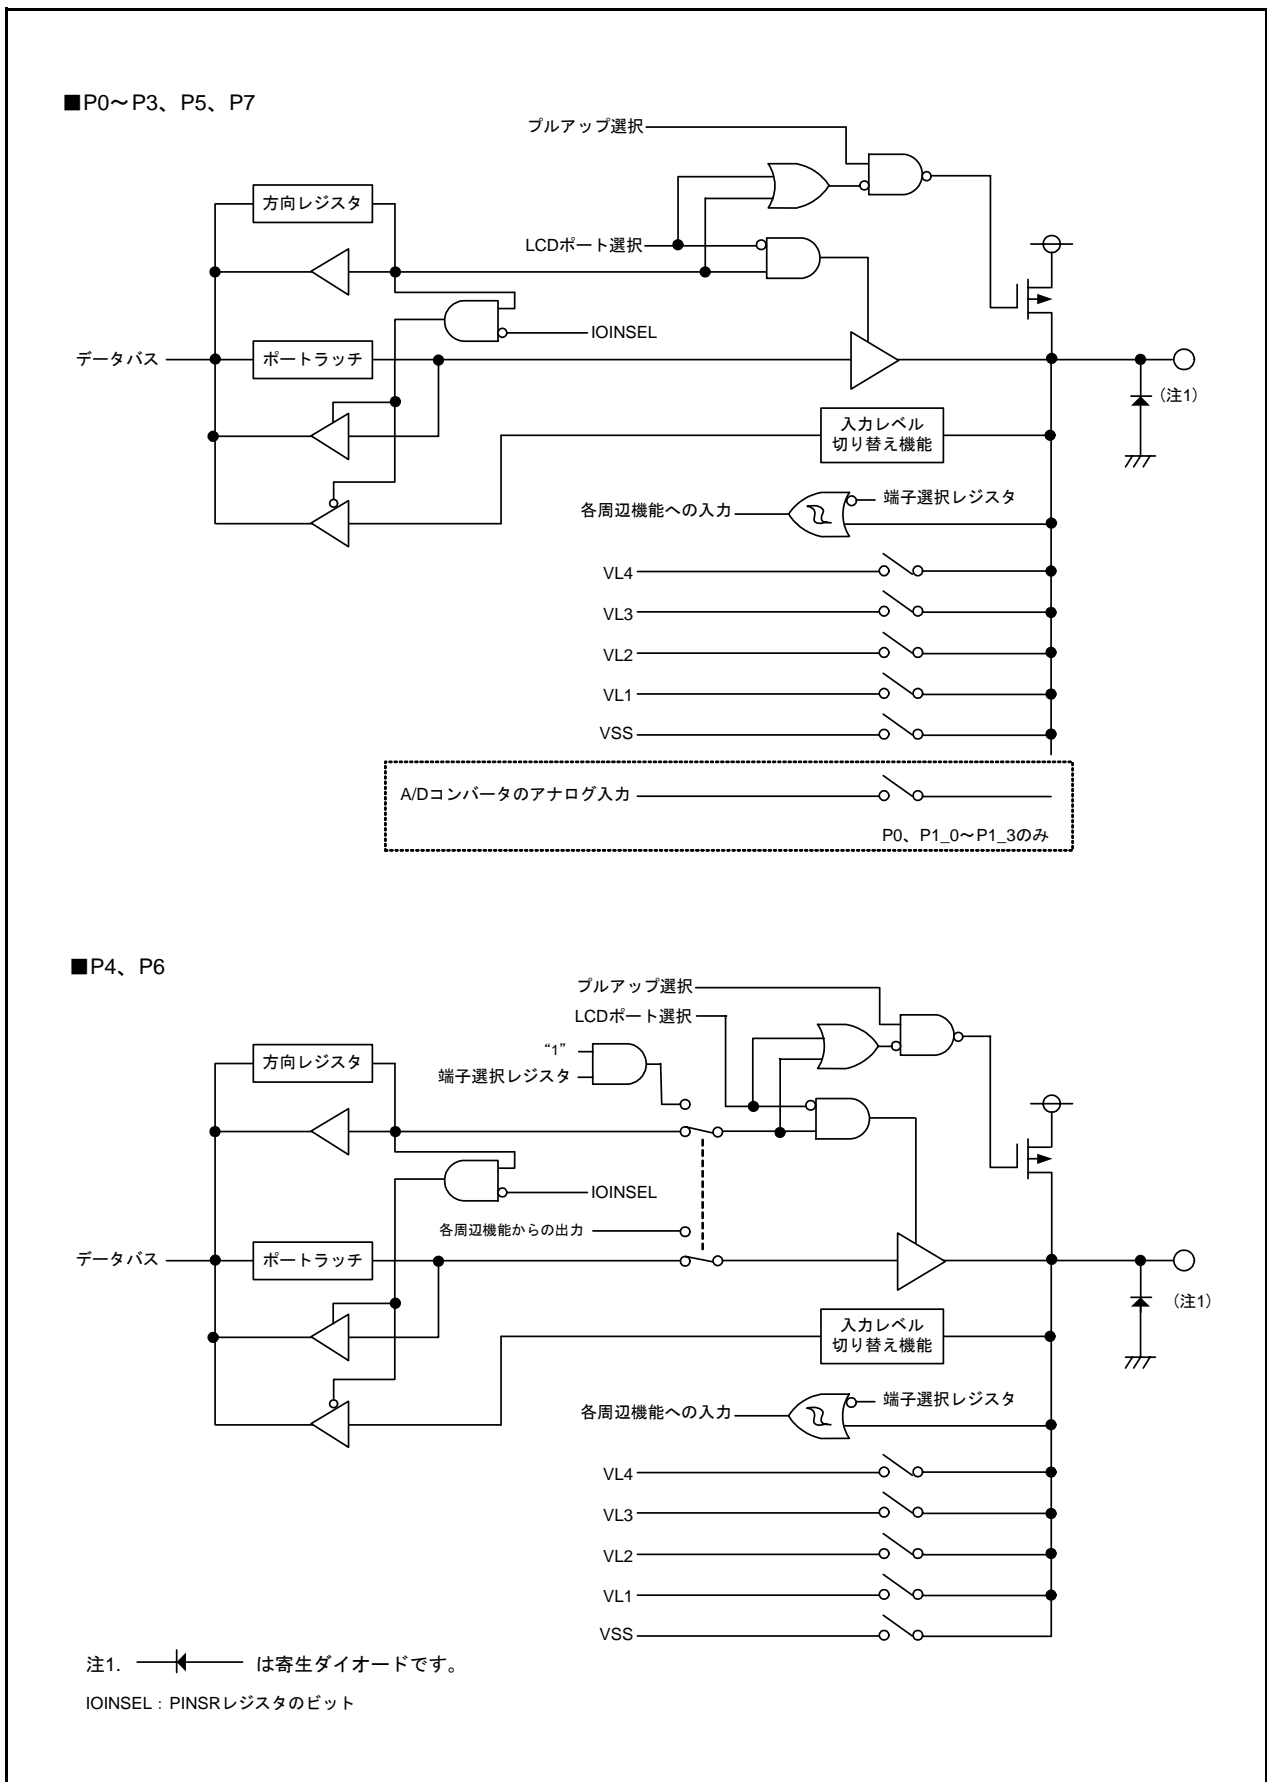 ■P0～P3、P5、P7
プルアップ選択
方向レジスタ
LCDポート選択
IOINSEL
データバス
ポートラッチ
(注1)
入力レベル
切り替え機能
端子選択レジスタ
各周辺機能への入力
VL4
VL3
VL2
VL1
VSS
A/Dコンバータのアナログ入力
P0、P1_0～P1_3のみ
■P4、P6
プルアップ選択
LCDポート選択
“1”
方向レジスタ
端子選択レジスタ
IOINSEL
各周辺機能からの出力
データバス
ポートラッチ
(注1)
入力レベル
切り替え機能
端子選択レジスタ
各周辺機能への入力
VL4
VL3
VL2
VL1
VSS
注1. は寄生ダイオードです。
IOINSEL：PINSRレジスタのビット